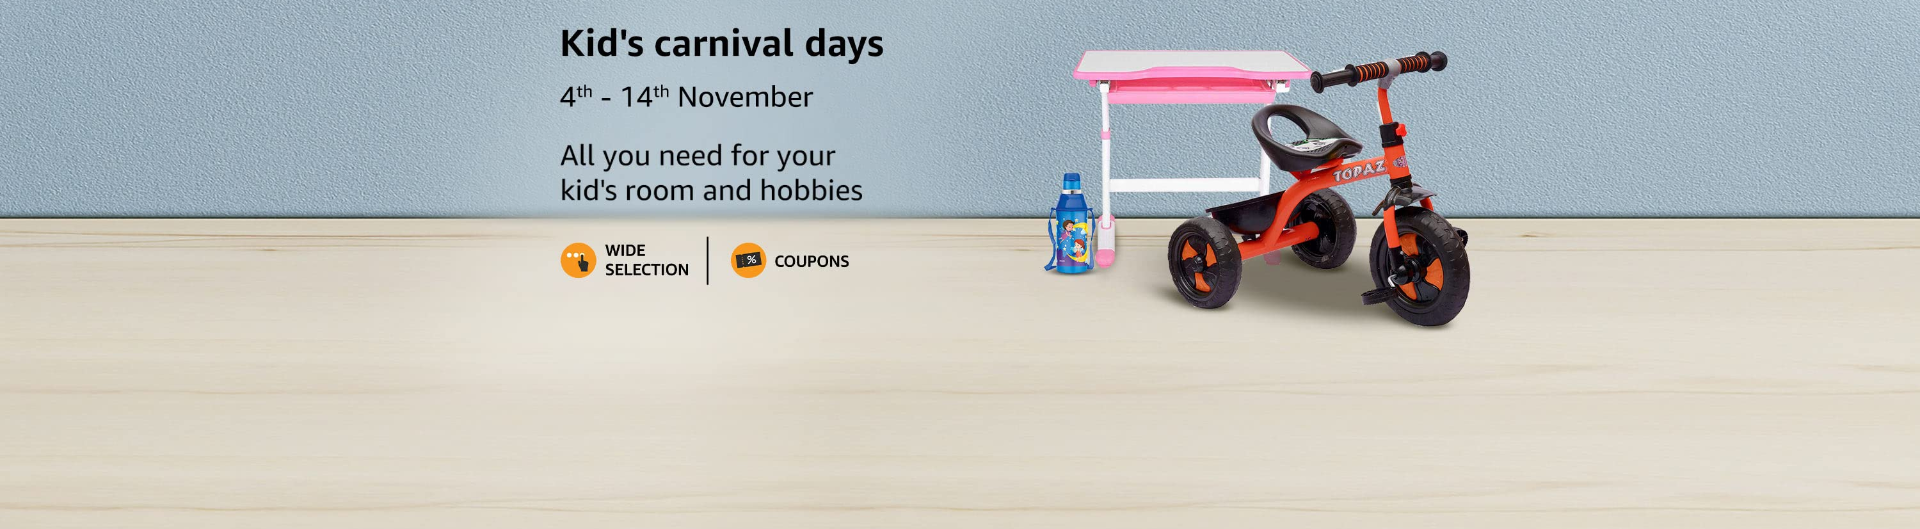 Kid's carnival days
4th - 14th November
All you need for your
kid's room and hobbies
WIDE
SELECTION
%
COUPONS
TOPAZ